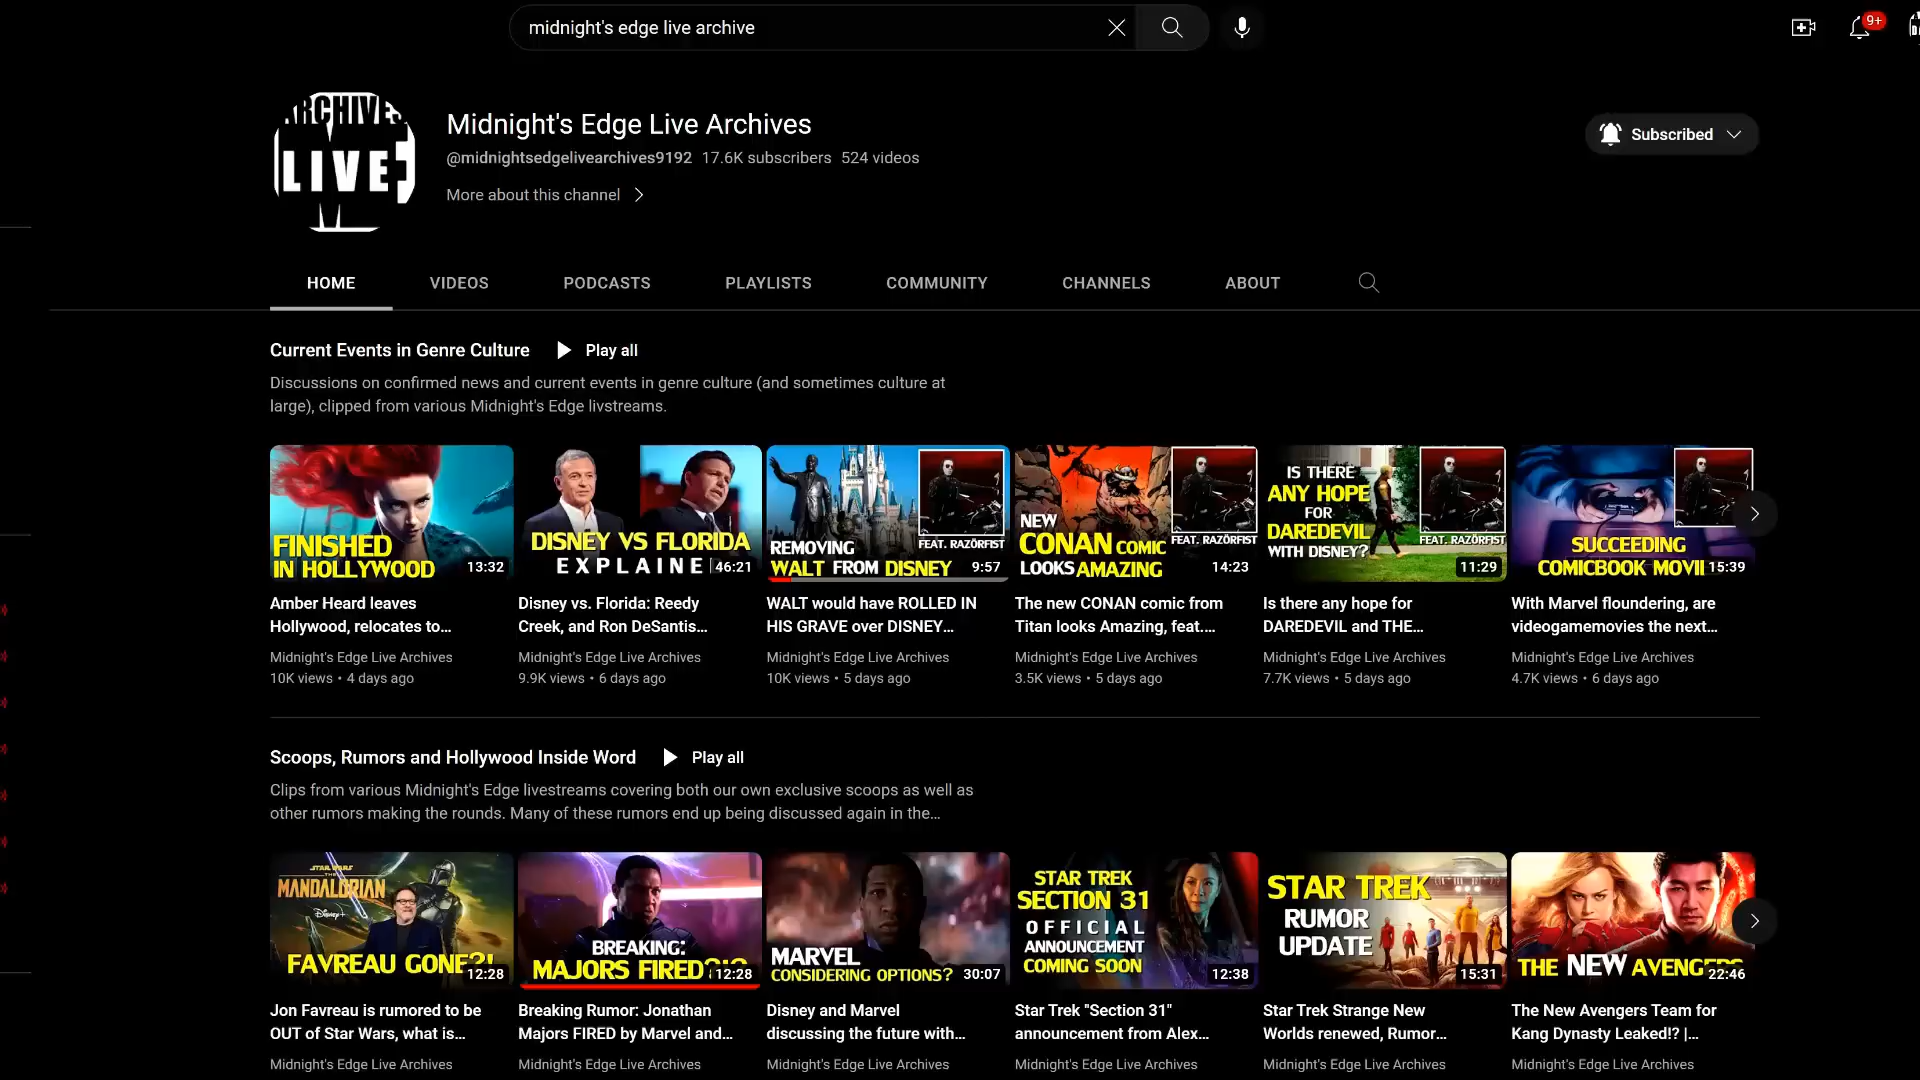 midnight's edge live archive
9+
ARCHIVES
LIVE
Midnight's Edge Live Archives
@midnightsedgelivearchives9192 17.6K subscribers 524 videos
More about this channel
Subscribed
HOME VIDEOS PODCASTS PLAYLISTS COMMUNITY CHANNELS ABOUT
Current Events in Genre Culture Play all
Discussions on confirmed news and current events in genre culture (and sometimes culture at
large), clipped from various Midnight's Edge livstreams.
FINISHED
IN HOLLYWOOD
13:32
Amber Heard leaves
Hollywood, relocates to...
Midnight's Edge Live Archives
10K views • 4 days ago
DISNEY VS FLORIDA
EXPLAINE
46:21
Disney vs. Florida: Reedy
Creek, and Ron DeSantis...
Midnight's Edge Live Archives
9.9K views • 6 days ago
FEAT. RAZÖRFIST
REMOVING
WALT FROM DISNEY
9:57
WALT would have ROLLED IN
HIS GRAVE over DISNEY...
Midnight's Edge Live Archives
10K views • 5 days ago
NEW
CONAN COMIC
LOOKS AMAZING
FEAT. RAZÖRFIST
14:23
The new CONAN comic from
Titan looks Amazing, feat....
Midnight's Edge Live Archives
3.5K views • 5 days ago
IS THERE
ANY HOPE
FOR
DAREDEVIL
WITH DISNEY?
FEAT. RAZÖRFIST
11:29
Is there any hope for
DAREDEVIL and THE...
Midnight's Edge Live Archives
7.7K views • 5 days ago
SUCCEEDING
COMICBOOK MOVII
15:39
With Marvel floundering, are
videogamemovies the next...
Midnight's Edge Live Archives
4.7K views • 6 days ago
Scoops, Rumors and Hollywood Inside Word Play all
Clips from various Midnight's Edge livestreams covering both our own exclusive scoops as well as
other rumors making the rounds. Many of these rumors end up being discussed again in the...
STAR WARS
THE
MANDALORIAN
Disney+
FAVREAU GONE?!
12:28
Jon Favreau is rumored to be
OUT of Star Wars, what is...
Midnight's Edge Live Archives
BREAKING:
MAJORS FIRED?!?
12:28
Breaking Rumor: Jonathan
Majors FIRED by Marvel and...
Midnight's Edge Live Archives
MARVEL
CONSIDERING OPTIONS?
30:07
Disney and Marvel
discussing the future with...
Midnight's Edge Live Archives
STAR TREK
SECTION 31
OFFICIAL
ANNOUNCEMENT
COMING SOON
12:38
Star Trek "Section 31"
announcement from Alex...
Midnight's Edge Live Archives
STAR TREK
RUMOR
UPDATE
15:31
Star Trek Strange New
Worlds renewed, Rumor...
Midnight's Edge Live Archives
THE NEW AVENGERS
22:46
The New Avengers Team for
Kang Dynasty Leaked!? |...
Midnight's Edge Live Archives